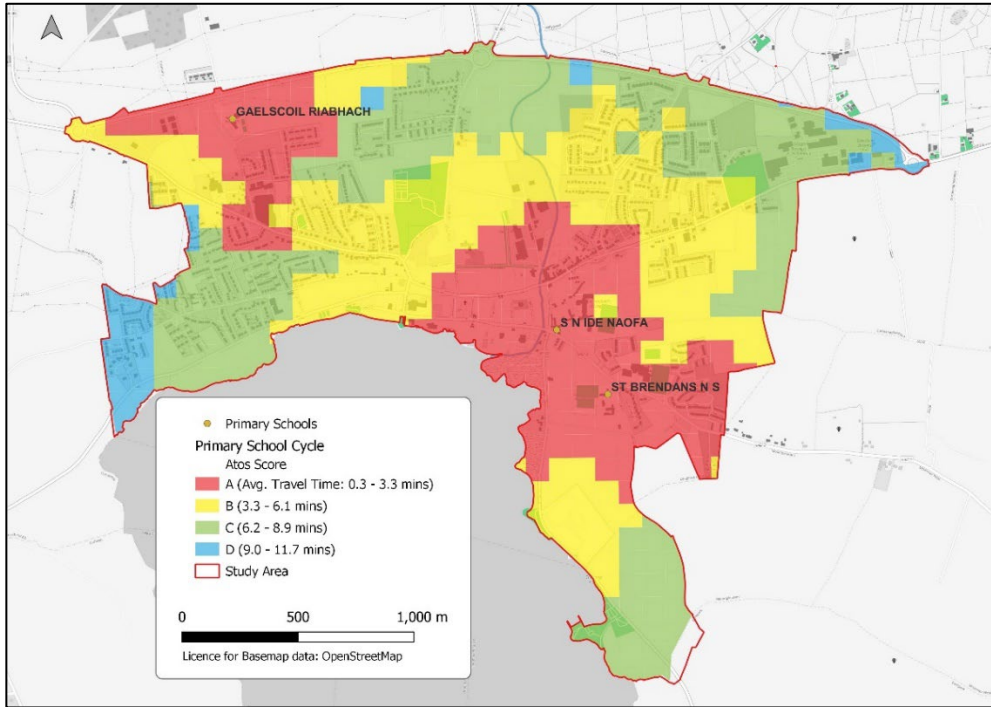 GAELSCOIL RIABHACH
S N IDE NAOFA
ST BRENDANS N S
Primary Schools
Primary School Cycle
Atos Score
A (Avg. Travel Time: 0.3 - 3.3 mins)
B (3.3 - 6.1 mins)
C (6.2 - 8.9 mins)
D (9.0 - 11.7 mins)
Study Area
0 500 1,000 m
Licence for Basemap data: OpenStreetMap